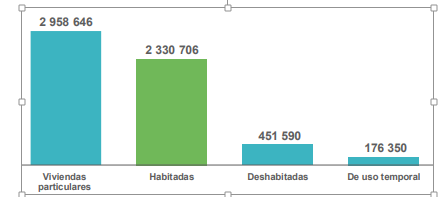 2 958 646
2 330 706
451 590
176 350
Viviendas
particulares
Habitadas
Deshabitadas
De uso temporal